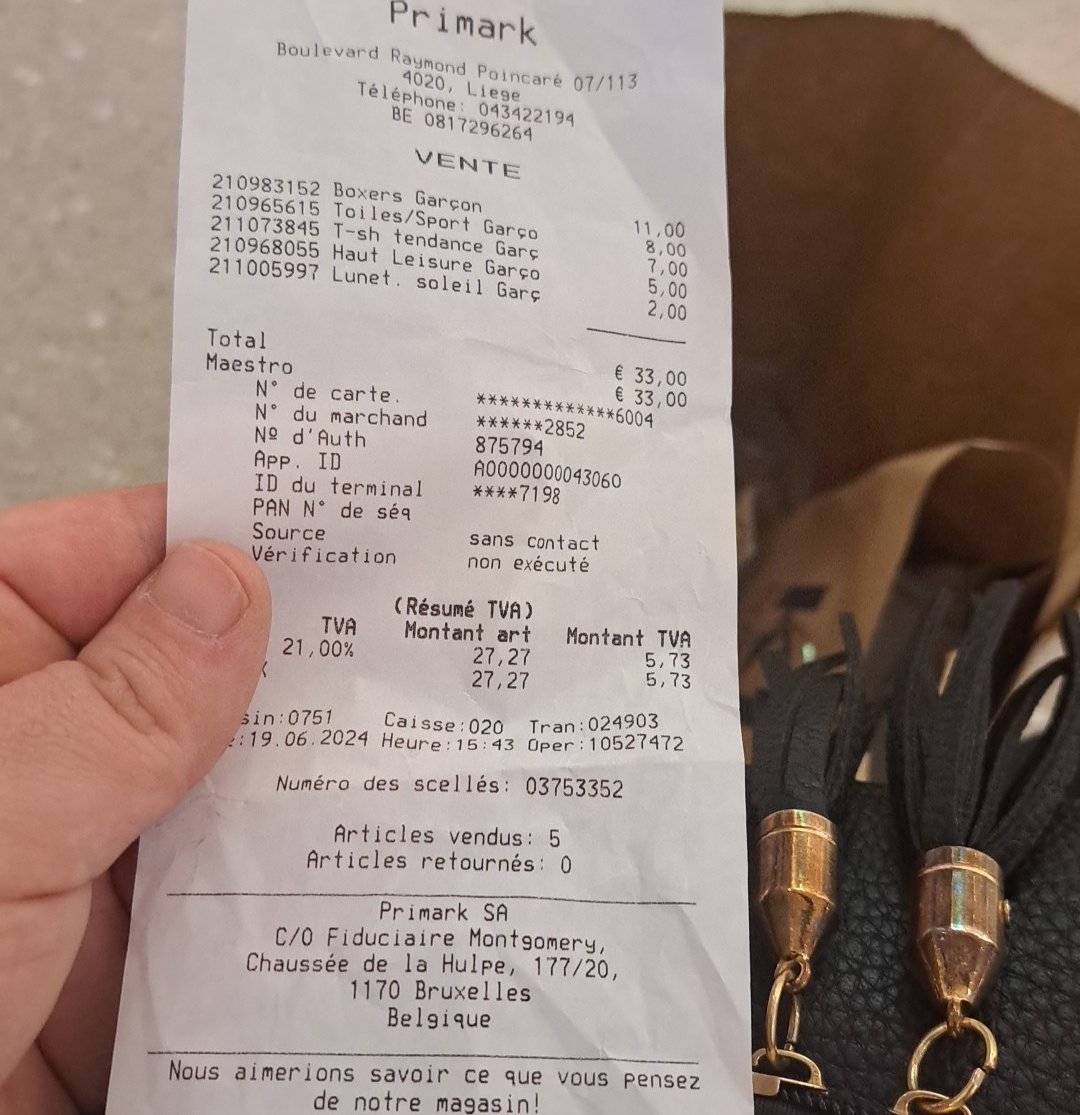 Primark
Boulevard Raymond Poincaré 07/113
4020, Liege
Téléphone: 043422194
BE 0817296264
VENTE
210983152 Boxers Garçon 11,00
210965615 Toiles/Sport Garço 8,00
211073845 T-sh tendance Garç 7,00
210968055 Haut Leisure Garço 5,00
211005997 Lunet. soleil Garç 2,00
Total € 33,00
Maestro € 33,00
N° de carte. *************6004
N° du marchand ******2852
Nº d'Auth 875794
App. ID A0000000043060
ID du terminal ****7198
PAN N° de séq
Source sans contact
Vérification non exécuté
(Résumé TVA)
TVA Montant art Montant TVA
21,00% 27,27 5,73
27,27 5,73
sin:0751 Caisse:020 Tran:024903
:19.06.2024 Heure:15:43 Oper:10527472
Numéro des scellés: 03753352
Articles vendus: 5
Articles retournés: 0
Primark SA
C/O Fiduciaire Montgomery,
Chaussée de la Hulpe, 177/20,
1170 Bruxelles
Belgique
Nous aimerions savoir ce que vous pensez
de notre magasin!